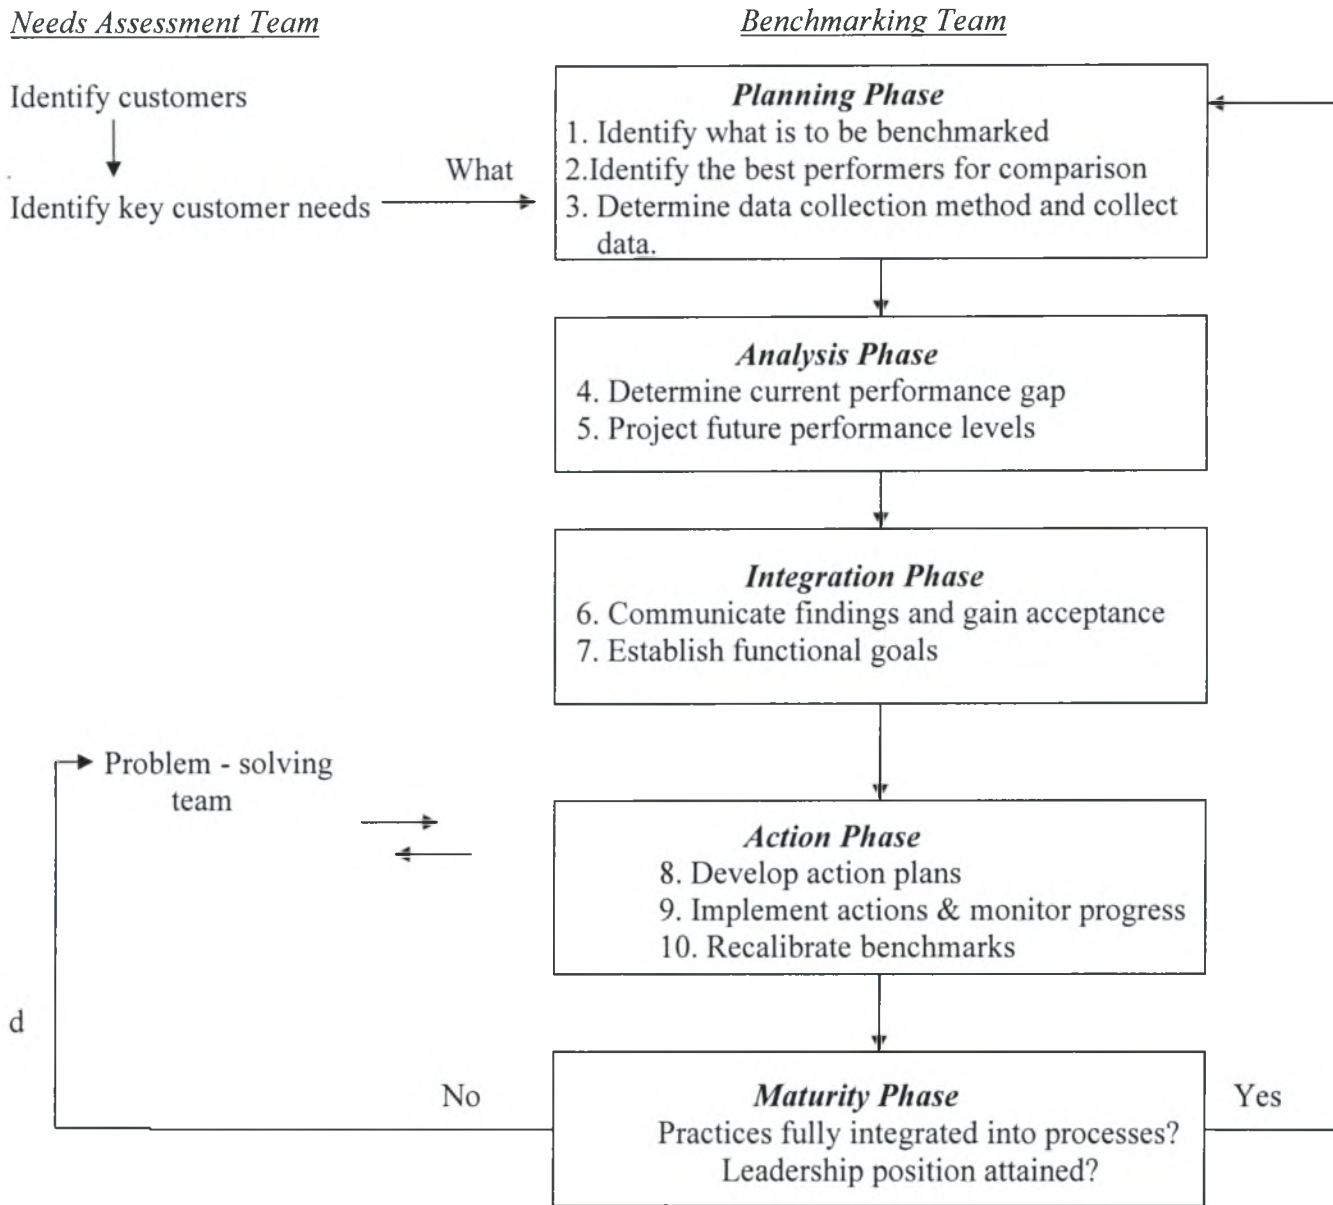 Needs Assessment Team
Benchmarking Team
Identify customers
Identify key customer needs
What
Planning Phase
1. Identify what is to be benchmarked
2.Identify the best performers for comparison
3. Determine data collection method and collect
data.
Analysis Phase
4. Determine current performance gap
5. Project future performance levels
Integration Phase
6. Communicate findings and gain acceptance
7. Establish functional goals
Problem - solving
team
Action Phase
8. Develop action plans
9. Implement actions & monitor progress
10. Recalibrate benchmarks
d
No
Maturity Phase
Practices fully integrated into processes?
Leadership position attained?
Yes